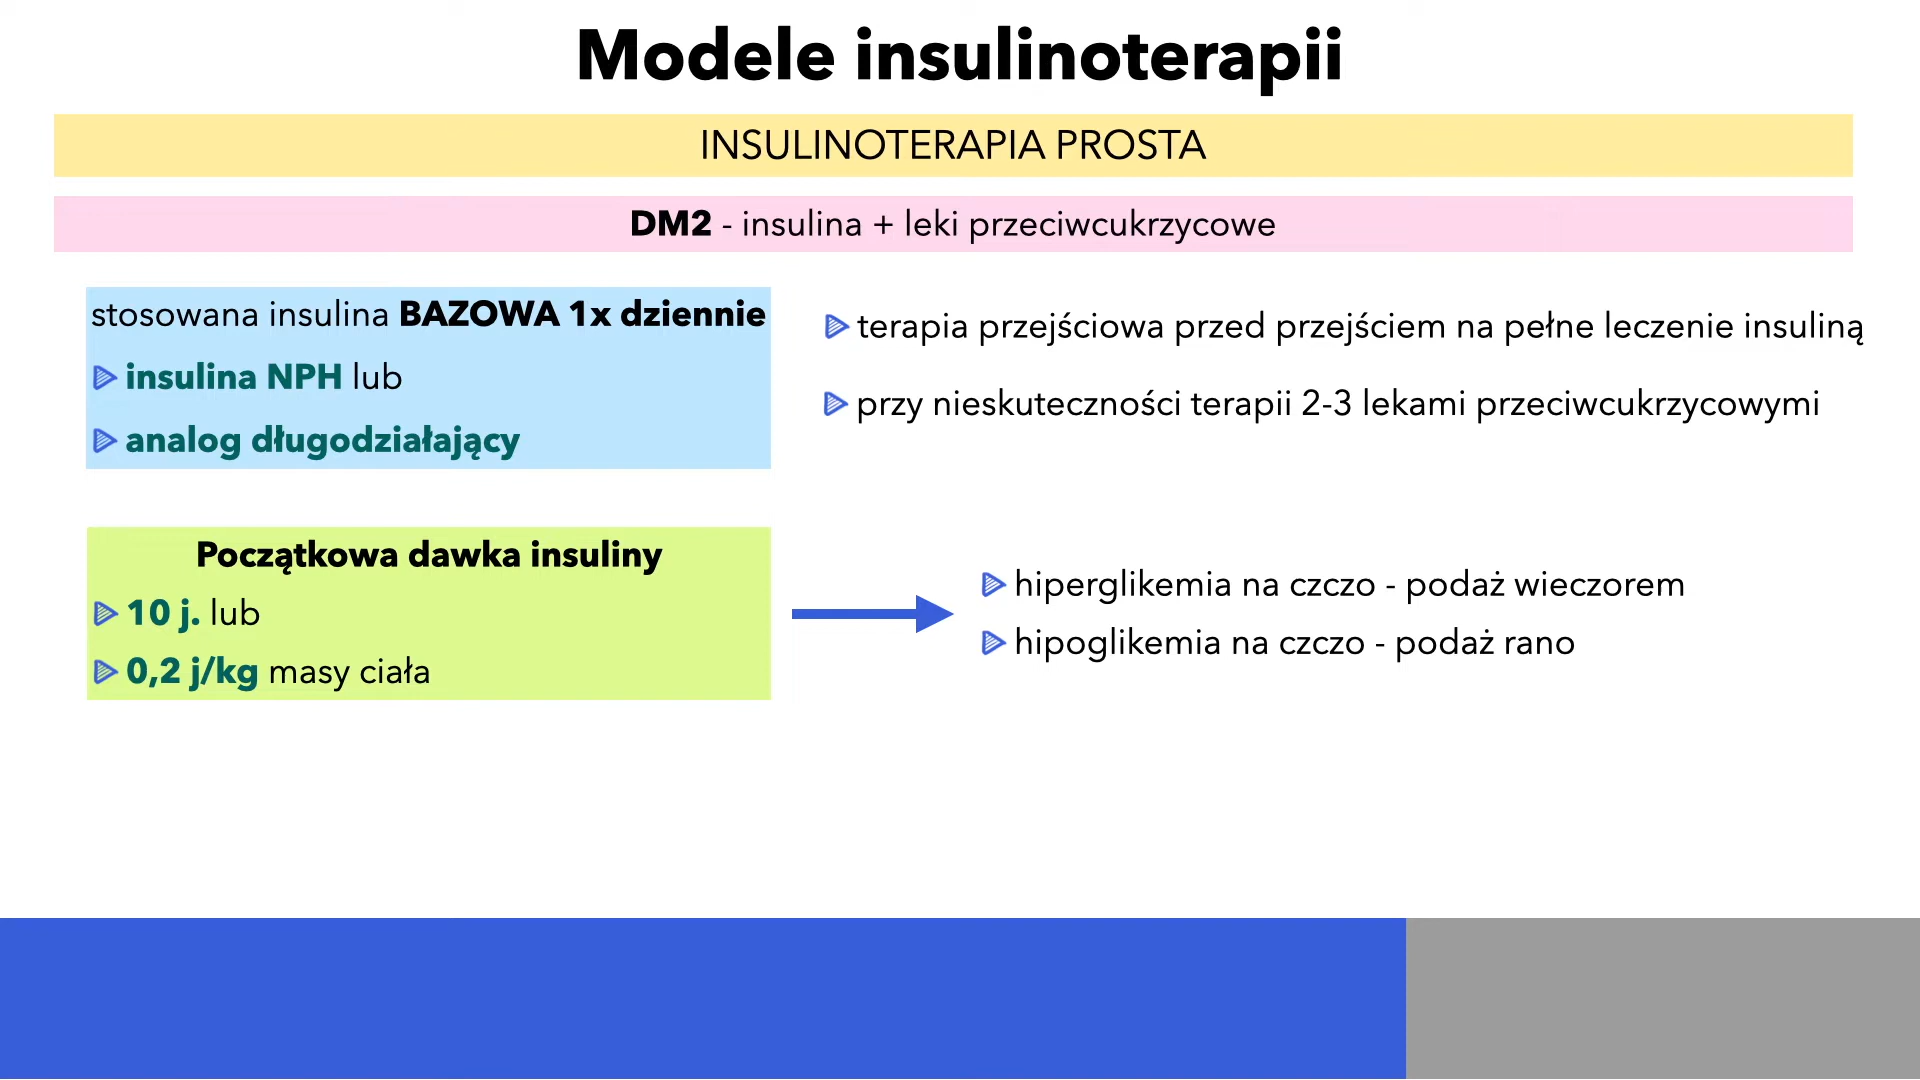 Modele insulinoterapii
INSULINOTERAPIA PROSTA
DM2 - insulina + leki przeciwcukrzycowe
stosowana insulina BAZOWA 1x dziennie
insulina NPH lub
analog długodziałający
terapia przejściowa przed przejściem na pełne leczenie insuliną
przy nieskuteczności terapii 2-3 lekami przeciwcukrzycowymi
Początkowa dawka insuliny
10 j. lub
0,2 j/kg masy ciała
hiperglikemia na czczo - podaż wieczorem
hipoglikemia na czczo - podaż rano